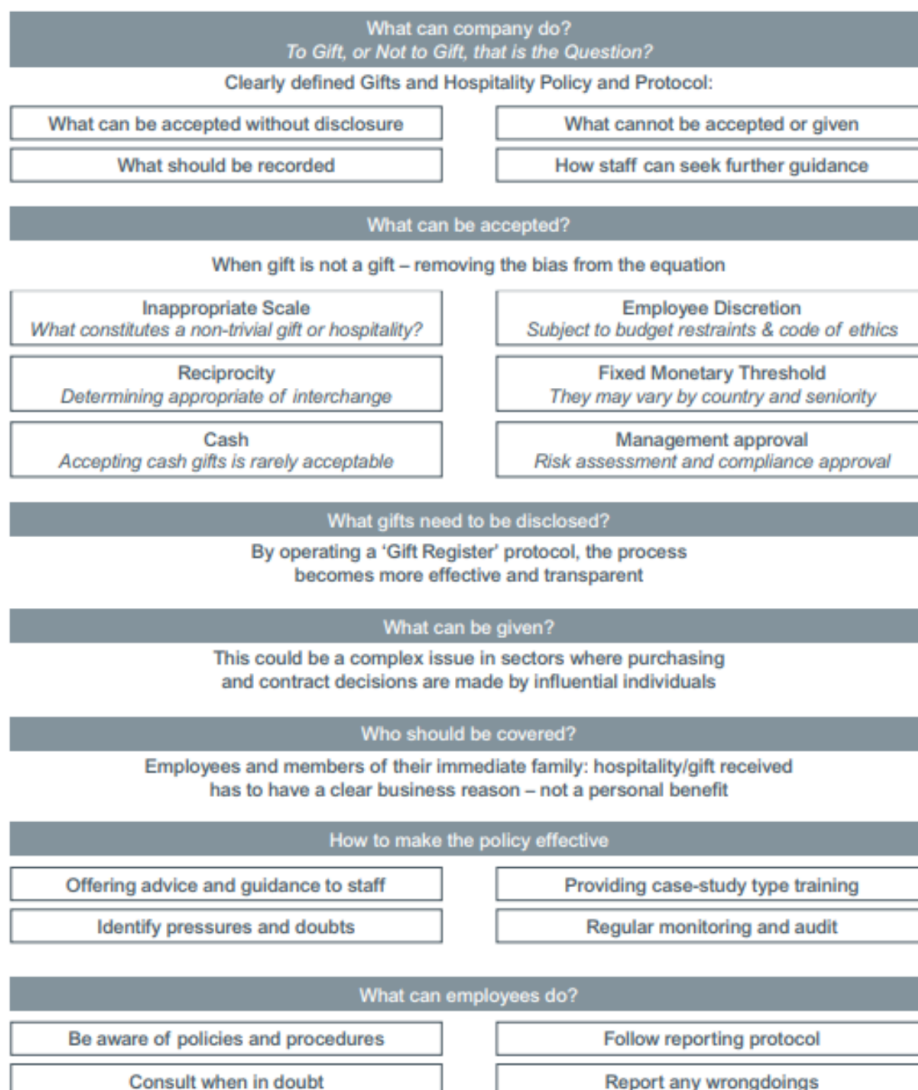 What can company do?
To Gift, or Not to Gift, that is the Question?
Clearly defined Gifts and Hospitality Policy and Protocol:
What can be accepted without disclosure
What cannot be accepted or given
What should be recorded
How staff can seek further guidance
What can be accepted?
When gift is not a gift – removing the bias from the equation
Inappropriate Scale
What constitutes a non-trivial gift or hospitality?
Employee Discretion
Subject to budget restraints & code of ethics
Reciprocity
Determining appropriate of interchange
Fixed Monetary Threshold
They may vary by country and seniority
Cash
Accepting cash gifts is rarely acceptable
Management approval
Risk assessment and compliance approval
What gifts need to be disclosed?
By operating a ‘Gift Register’ protocol, the process
becomes more effective and transparent
What can be given?
This could be a complex issue in sectors where purchasing
and contract decisions are made by influential individuals
Who should be covered?
Employees and members of their immediate family: hospitality/gift received
has to have a clear business reason – not a personal benefit
How to make the policy effective
Offering advice and guidance to staff
Providing case-study type training
Identify pressures and doubts
Regular monitoring and audit
What can employees do?
Be aware of policies and procedures
Follow reporting protocol
Consult when in doubt
Report any wrongdoings